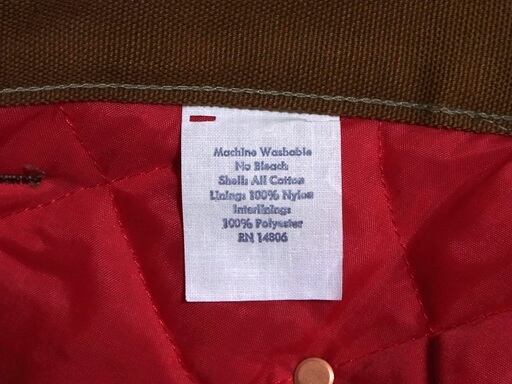 Machine Washable
No Bleach
Shell: All Cotton
Lining: 100% Nylon
Interlining:
100% Polyester
RN 14806